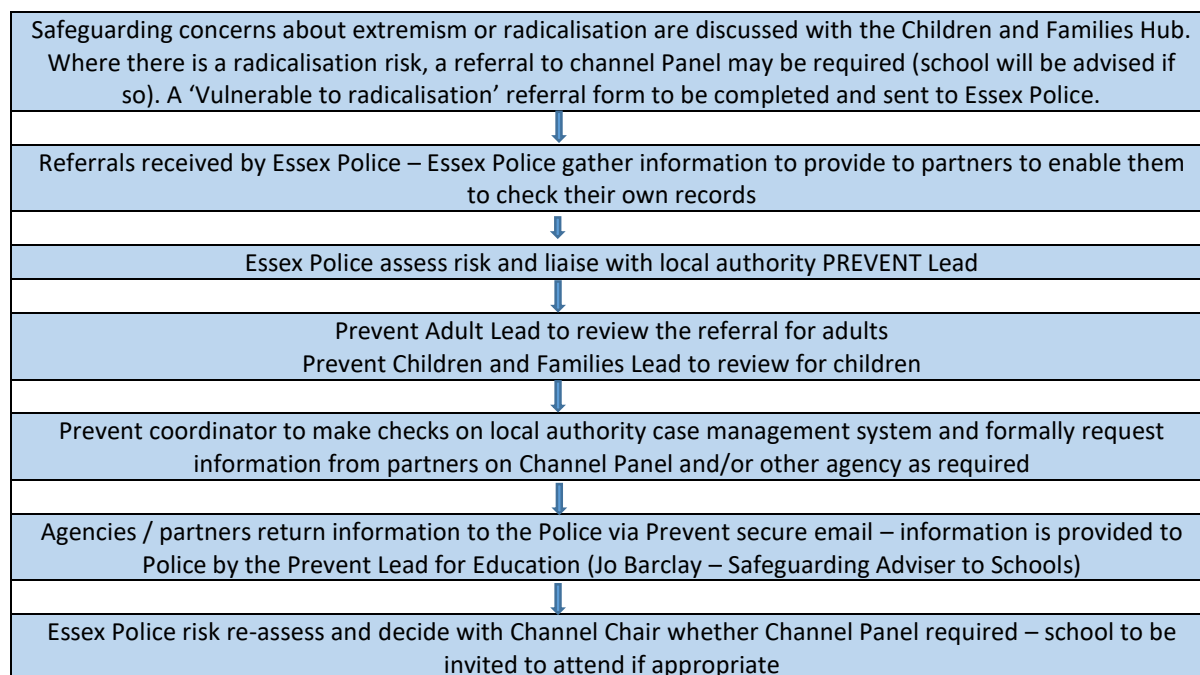 Safeguarding concerns about extremism or radicalisation are discussed with the Children and Families Hub.
Where there is a radicalisation risk, a referral to channel Panel may be required (school will be advised if
so). A ‘Vulnerable to radicalisation’ referral form to be completed and sent to Essex Police.
Referrals received by Essex Police – Essex Police gather information to provide to partners to enable them
to check their own records
Essex Police assess risk and liaise with local authority PREVENT Lead
Prevent Adult Lead to review the referral for adults
Prevent Children and Families Lead to review for children
Prevent coordinator to make checks on local authority case management system and formally request
information from partners on Channel Panel and/or other agency as required
Agencies / partners return information to the Police via Prevent secure email – information is provided to
Police by the Prevent Lead for Education (Jo Barclay – Safeguarding Adviser to Schools)
Essex Police risk re-assess and decide with Channel Chair whether Channel Panel required – school to be
invited to attend if appropriate